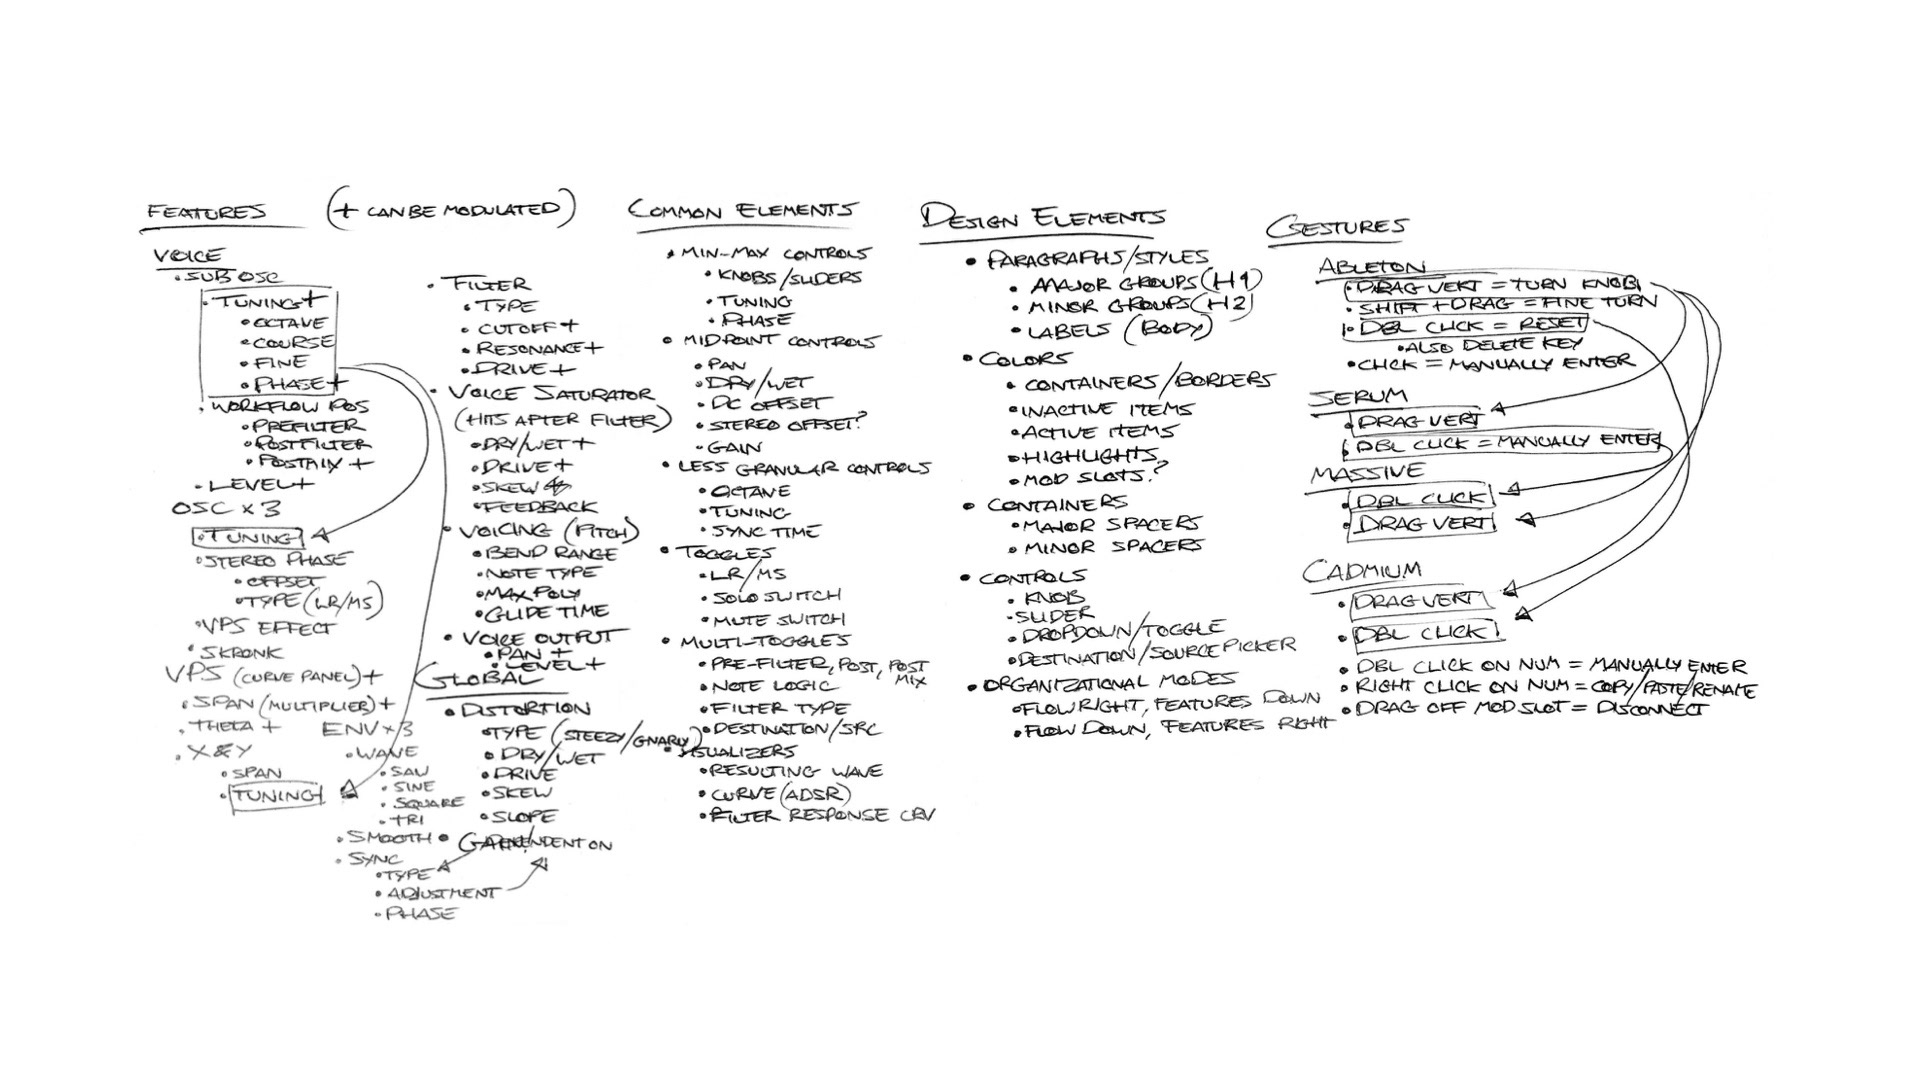 FEATURES (+ CAN BE MODULATED)
VOICE
• SUB OSC
• TUNING +
• OCTAVE
• COURSE
• FINE
• PHASE +
• WORKFLOW POS
• PREFILTER
• POSTFILTER
• POSTMIX +
• LEVEL +
OSC x 3
• TUNING
• STEREO PHASE
• OFFSET
• TYPE (LR/MS)
• VPS EFFECT
• SKRONK
VPS (CURVE PANEL) +
• SPAN (MULTIPLIER) +
• THETA +
• X & Y
• SPAN
• TUNING
ENV x 3
• WAVE
• SAW
• SINE
• SQUARE
• TRI
• SMOOTH
• SYNC
• TYPE
• ADJUSTMENT
• PHASE
• FILTER
• TYPE
• CUTOFF +
• RESONANCE +
• DRIVE +
• VOICE SATURATOR
(HITS AFTER FILTER)
• DRY/WET +
• DRIVE +
• SKEW +
• FEEDBACK
• VOICING (PITCH)
• BEND RANGE
• NOTE TYPE
• MAX POLY
• GLIDE TIME
• VOICE OUTPUT
• PAN +
• LEVEL +
GLOBAL
• DISTORTION
• TYPE (STEEZY/GNARLY)
• DRY/WET
• DRIVE
• SKEW
• SLOPE
• DENT ON
COMMON ELEMENTS
• MIN-MAX CONTROLS
• KNOBS/SLIDERS
• TUNING
• PHASE
• MIDPOINT CONTROLS
• PAN
• DRY/WET
• DC OFFSET
• STEREO OFFSET?
• GAIN
• LESS GRANULAR CONTROLS
• OCTAVE
• TUNING
• SYNC TIME
• TOGGLES
• LR/MS
• SOLO SWITCH
• MUTE SWITCH
• MULTI-TOGGLES
• PRE-FILTER, POST, POST
MIX
• NOTE LOGIC
• FILTER TYPE
• DESTINATION/SRC
• VISUALIZERS
• RESULTING WAVE
• CURVE (ADSR)
• FILTER RESPONSE CRV
DESIGN ELEMENTS
• PARAGRAPHS/STYLES
• MAJOR GROUPS (H1)
• MINOR GROUPS (H2)
• LABELS (BODY)
• COLORS
• CONTAINERS/BORDERS
• INACTIVE ITEMS
• ACTIVE ITEMS
• HIGHLIGHTS
• MOD SLOTS?
• CONTAINERS
• MAJOR SPACERS
• MINOR SPACERS
• CONTROLS
• KNOB
• SLIDER
• DROPDOWN/TOGGLE
• DESTINATION/SOURCE PICKER
• ORGANIZATIONAL MODES
• FLOW RIGHT, FEATURES DOWN
• FLOW DOWN, FEATURES RIGHT
GESTURES
ABLETON
• DRAG VERT = TURN KNOB
• SHIFT + DRAG = FINE TURN
• DBL CLICK = RESET
• ALSO DELETE KEY
• CLICK = MANUALLY ENTER
SERUM
• DRAG VERT
• DBL CLICK = MANUALLY ENTER
MASSIVE
• DBL CLICK
• DRAG VERT
CADMIUM
• DRAG VERT
• DBL CLICK
• DBL CLICK ON NUM = MANUALLY ENTER
• RIGHT CLICK ON NUM = COPY/PASTE/RENAME
• DRAG OFF MOD SLOT = DISCONNECT